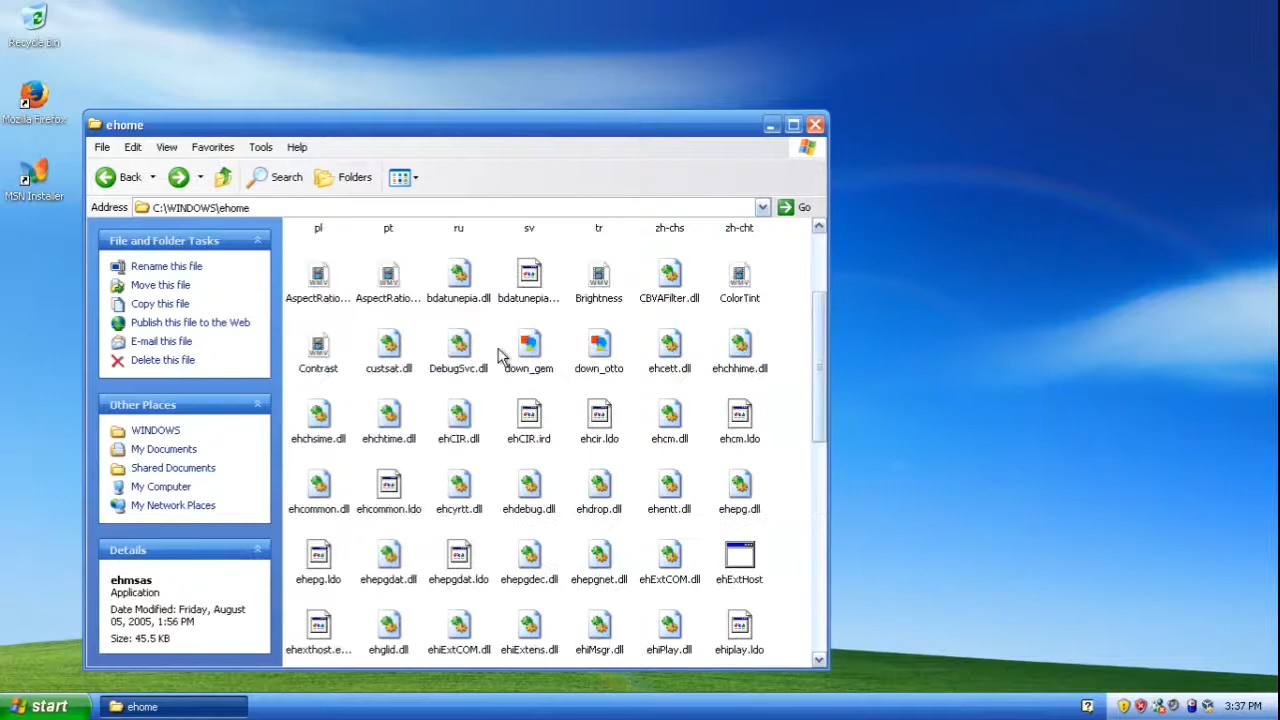 Recycle Bin
Mozilla Firefox
MSN Installer
ehome
File Edit View Favorites Tools Help
Back Search Folders
Address C:\WINDOWS\ehome Go
File and Folder Tasks
Rename this file
Move this file
Copy this file
Publish this file to the Web
E-mail this file
Delete this file
Other Places
WINDOWS
My Documents
Shared Documents
My Computer
My Network Places
Details
ehmsas
Application
Date Modified: Friday, August
05, 2005, 1:56 PM
Size: 45.5 KB
pl pt ru sv tr zh-chs zh-cht
WMV WMV WMV WMV
AspectRatio... AspectRatio... bdatunepia.dll bdatunepia... Brightness CBVAFilter.dll ColorTint
WMV
Contrast custsat.dll DebugSvc.dll down_gem down_otto ehcett.dll ehchhime.dll
ehchsime.dll ehchtime.dll ehCIR.dll ehCIR.ird ehcir.ldo ehcm.dll ehcm.ldo
ehcommon.dll ehcommon.ldo ehcyrtt.dll ehdebug.dll ehdrop.dll ehentt.dll ehepg.dll
ehepg.ldo ehepgdat.dll ehepgdat.ldo ehepgdec.dll ehepgnet.dll ehExtCOM.dll ehExtHost
ehexthost.e... ehglid.dll ehiExtCOM.dll ehiExtens.dll ehiMsgr.dll ehiPlay.dll ehiplay.ldo
start ehome 3:37 PM